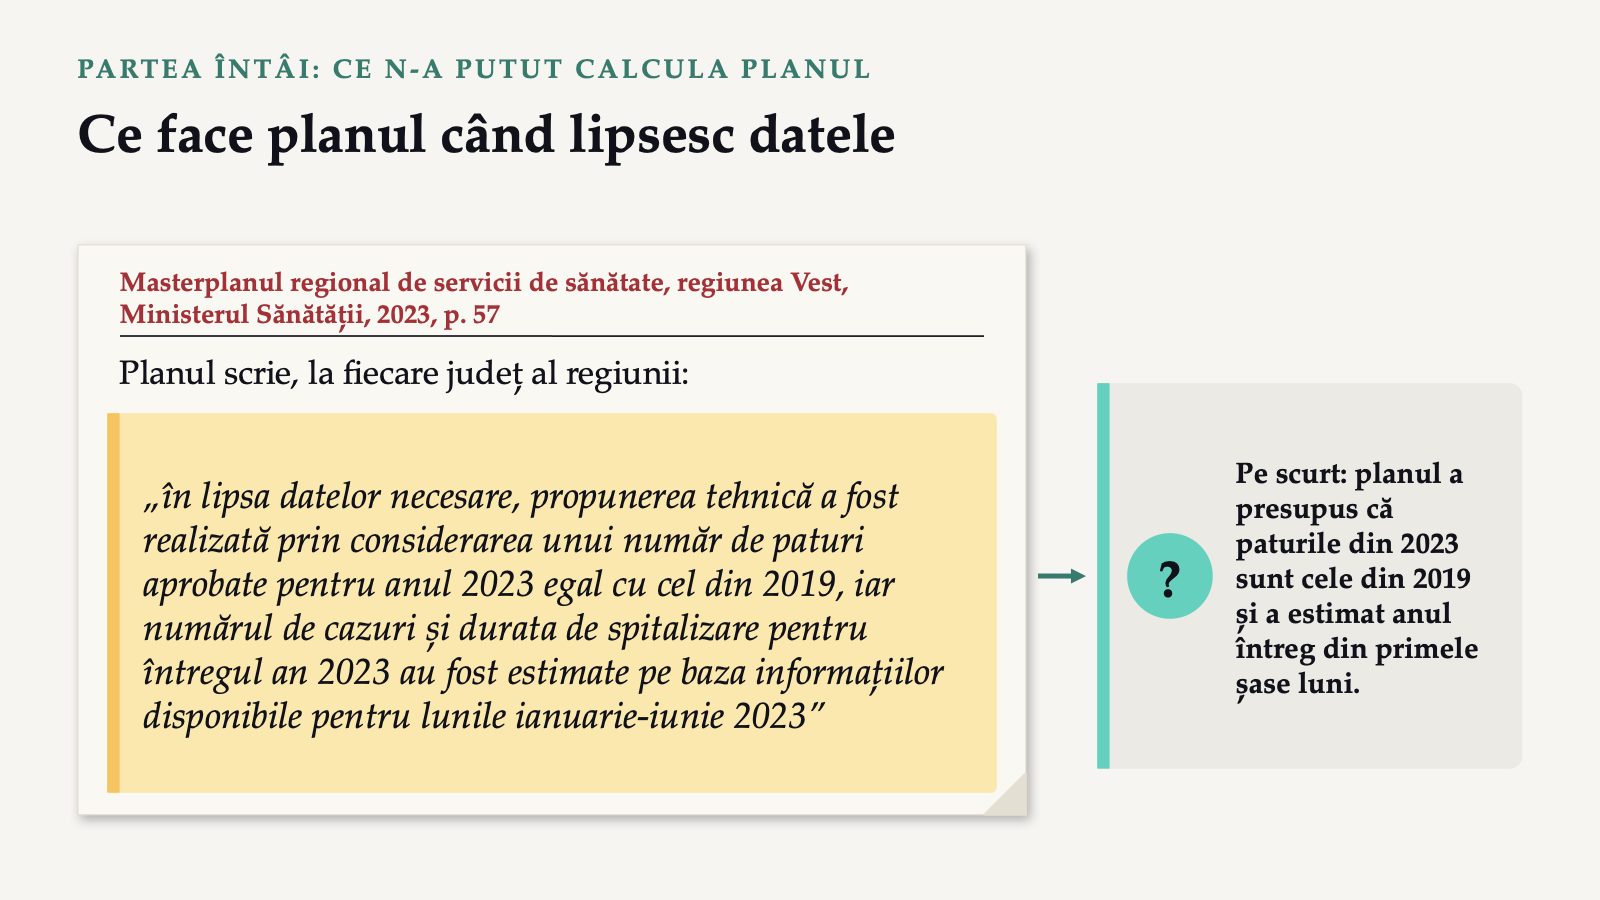 PARTEA ÎNTÂI: CE N-A PUTUT CALCULA PLANUL
Ce face planul când lipsesc datele
Masterplanul regional de servicii de sănătate, regiunea Vest,
Ministerul Sănătății, 2023, p. 57
Planul scrie, la fiecare județ al regiunii:
„în lipsa datelor necesare, propunerea tehnică a fost
realizată prin considerarea unui număr de paturi
aprobate pentru anul 2023 egal cu cel din 2019, iar
numărul de cazuri și durata de spitalizare pentru
întregul an 2023 au fost estimate pe baza informațiilor
disponibile pentru lunile ianuarie-iunie 2023”
?
Pe scurt: planul a
presupus că
paturile din 2023
sunt cele din 2019
și a estimat anul
întreg din primele
șase luni.